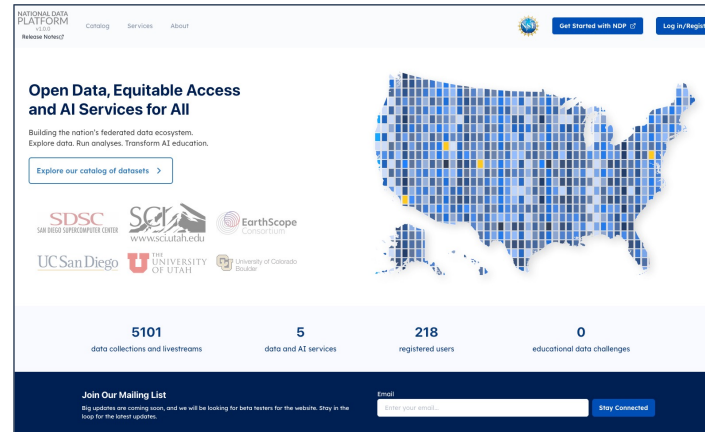 NATIONAL DATA
PLATFORM
v1.0.0
Release Notes
Catalog
Services
About
NSF
Get Started with NDP
Log in/Regist
Open Data, Equitable Access
and AI Services for All
Building the nation's federated data ecosystem.
Explore data. Run analyses. Transform AI education.
Explore our catalog of datasets >
SDSC
SAN DIEGO SUPERCOMPUTER CENTER
SCI
www.sci.utah.edu
EarthScope
Consortium
UC San Diego
THE
UNIVERSITY
OF UTAH
University of Colorado
Boulder
5101
data collections and livestreams
5
data and AI services
218
registered users
0
educational data challenges
Join Our Mailing List
Big updates are coming soon, and we will be looking for beta testers for the website. Stay in the
loop for the latest updates.
Email
Enter your email...
Stay Connected